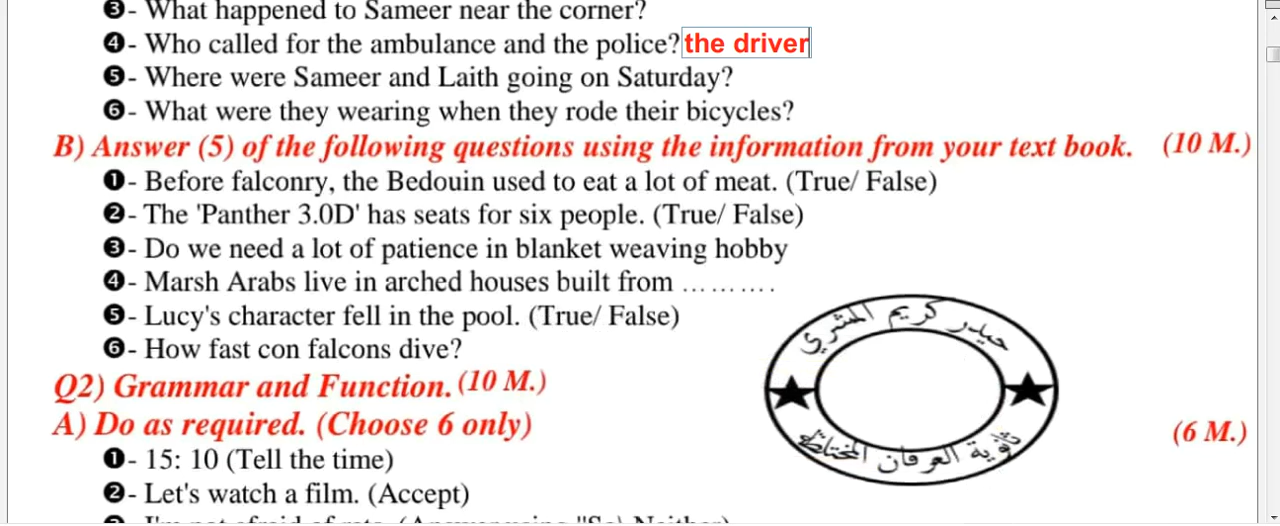 ❸- What happened to Sameer near the corner?
❹- Who called for the ambulance and the police? the driver
❺- Where were Sameer and Laith going on Saturday?
❻- What were they wearing when they rode their bicycles?
B) Answer (5) of the following questions using the information from your text book. (10 M.)
❶- Before falconry, the Bedouin used to eat a lot of meat. (True/ False)
❷- The 'Panther 3.0D' has seats for six people. (True/ False)
❸- Do we need a lot of patience in blanket weaving hobby
❹- Marsh Arabs live in arched houses built from ……….
❺- Lucy's character fell in the pool. (True/ False)
❻- How fast con falcons dive?
حيدر كريم المشري
ثانوية العرفان المختلطة
Q2) Grammar and Function. (10 M.)
A) Do as required. (Choose 6 only) (6 M.)
❶- 15: 10 (Tell the time)
❷- Let's watch a film. (Accept)